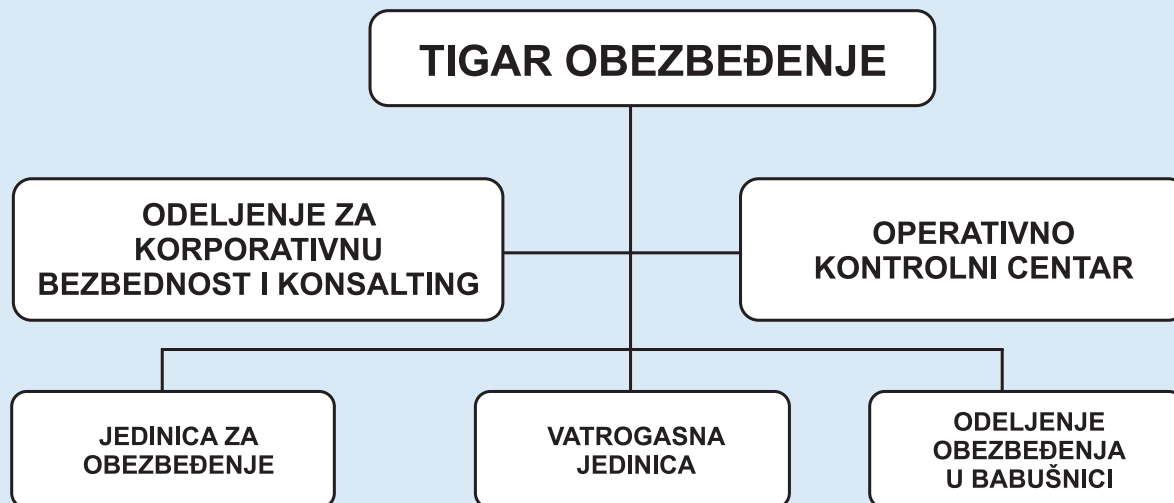 TIGAR OBEZBEĐENJE
ODELJENJE ZA
KORPORATIVNU
BEZBEDNOST I KONSALTING
OPERATIVNO
KONTROLNI CENTAR
JEDINICA ZA
OBEZBEĐENJE
VATROGASNA
JEDINICA
ODELJENJE
OBEZBEĐENJA
U BABUŠNICI